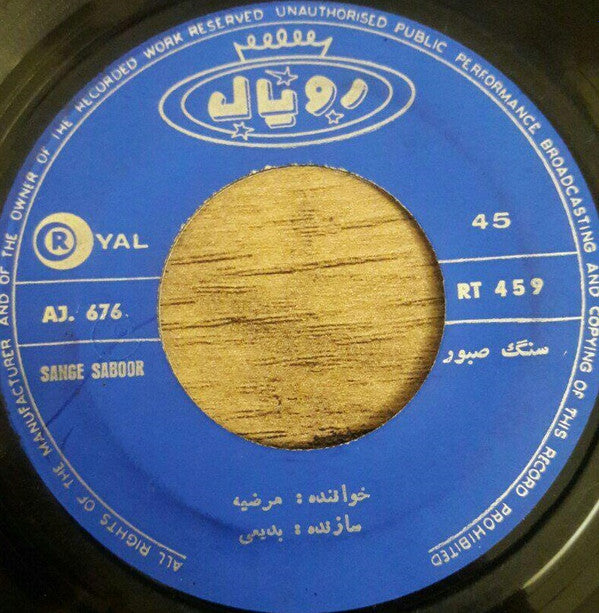 ALL RIGHTS OF THE MANUFACTURER AND OF THE OWNER OF THE RECORDED WORK RESERVED UNAUTHORISED PUBLIC PERFORMANCE BROADCASTING AND COPYING OF THIS RECORD PROHIBITED
رویال
ROYAL
45
AJ. 676
RT 459
SANGE SABOOR
سنگ صبور
خواننده : مرضیه
سازنده : بدیعی